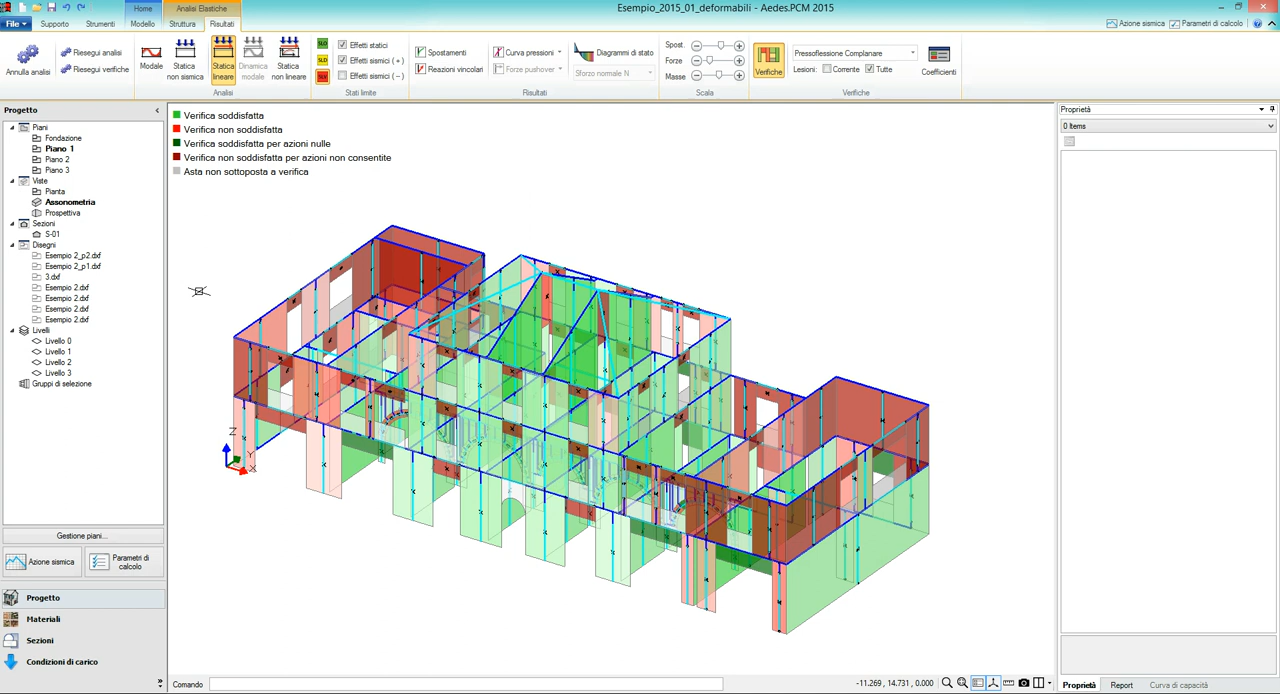 Esempio_2015_01_deformabili - Aedes.PCM 2015
Home
Analisi Elastiche
File
Supporto
Strumenti
Modello
Struttura
Risultati
Azione sismica
Parametri di calcolo
Annulla analisi
Riesegui analisi
Riesegui verifiche
Modale
Statica non sismica
Statica lineare
Dinamica modale
Statica non lineare
Analisi
SLO
SLD
SLV
Effetti statici
Effetti sismici (+)
Effetti sismici (−)
Stati limite
Spostamenti
Reazioni vincolari
Curva pressioni
Forze pushover
Diagrammi di stato
Sforzo normale N
Risultati
Spost.
Forze
Masse
Scala
Verifiche
Pressoflessione Complanare
Lesioni:
Corrente
Tutte
Coefficienti
Verifiche
Progetto
Piani
Fondazione
Piano 1
Piano 2
Piano 3
Viste
Pianta
Assonometria
Prospettiva
Sezioni
S-01
Disegni
Esempio 2_p2.dxf
Esempio 2_p1.dxf
3.dxf
Esempio 2.dxf
Esempio 2.dxf
Esempio 2.dxf
Esempio 2.dxf
Livelli
Livello 0
Livello 1
Livello 2
Livello 3
Gruppi di selezione
Gestione piani...
Azione sismica
Parametri di calcolo
Progetto
Materiali
Sezioni
Condizioni di carico
Verifica soddisfatta
Verifica non soddisfatta
Verifica soddisfatta per azioni nulle
Verifica non soddisfatta per azioni non consentite
Asta non sottoposta a verifica
Z
Y
X
Comando
-11.269 , 14.731 , 0.000
Proprietà
0 Items
Proprietà
Report
Curva di capacità